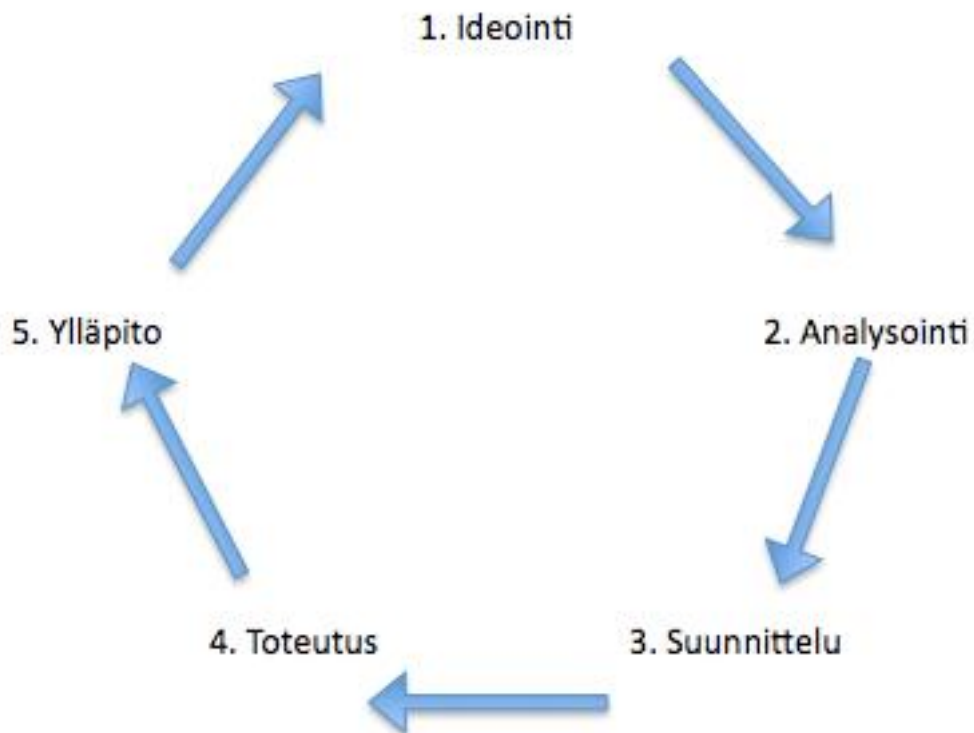 1. Ideointi
2. Analysointi
3. Suunnittelu
4. Toteutus
5. Ylläpito